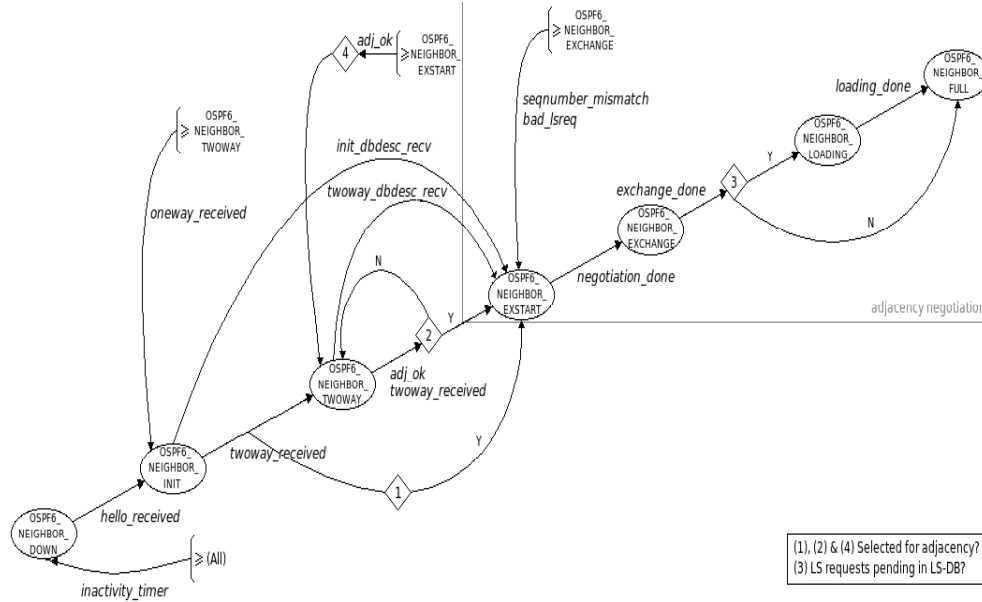 OSPF6_
NEIGHBOR_
EXCHANGE
4
adj_ok
OSPF6_
NEIGHBOR_
EXSTART
OSPF6_
NEIGHBOR_
FULL
loading_done
seqnumber_mismatch
bad_lsreq
OSPF6_
NEIGHBOR_
TWOWAY
OSPF6_
NEIGHBOR_
LOADING
init_dbdesc_recv
Y
3
twoway_dbdesc_recv
exchange_done
oneway_received
OSPF6_
NEIGHBOR_
EXCHANGE
N
N
negotiation_done
OSPF6_
NEIGHBOR_
EXSTART
adjacency negotiation
Y
2
OSPF6_
NEIGHBOR_
TWOWAY
adj_ok
twoway_received
twoway_received
Y
OSPF6_
NEIGHBOR_
INIT
1
hello_received
OSPF6_
NEIGHBOR_
DOWN
(All)
inactivity_timer
(1), (2) & (4) Selected for adjacency?
(3) LS requests pending in LS-DB?